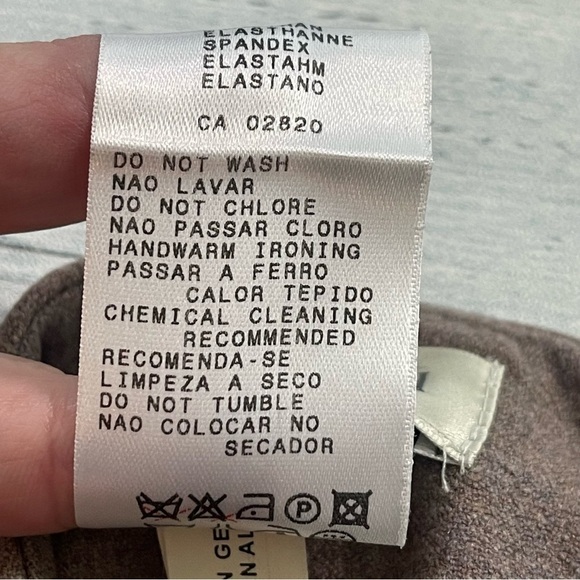 ELASTHANNE
SPANDEX
ELASTAHM
ELASTANO
CA 02820
DO NOT WASH
NAO LAVAR
DO NOT CHLORE
NAO PASSAR CLORO
HANDWARM IRONING
PASSAR A FERRO
CALOR TEPIDO
CHEMICAL CLEANING
RECOMMENDED
RECOMENDA-SE
LIMPEZA A SECO
DO NOT TUMBLE
NAO COLOCAR NO
SECADOR
P